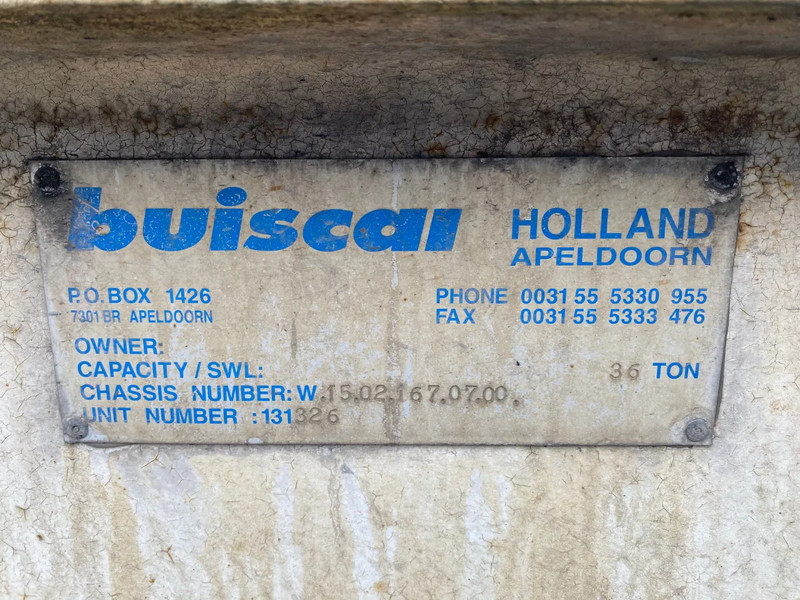 buiscar
HOLLAND
APELDOORN
P.O. BOX 1426
7301 BR APELDOORN
PHONE 0031 55 5330 955
FAX 0031 55 5333 476
OWNER:
CAPACITY / SWL: 36 TON
CHASSIS NUMBER: W.15.02.167.07.00.
UNIT NUMBER : 131326